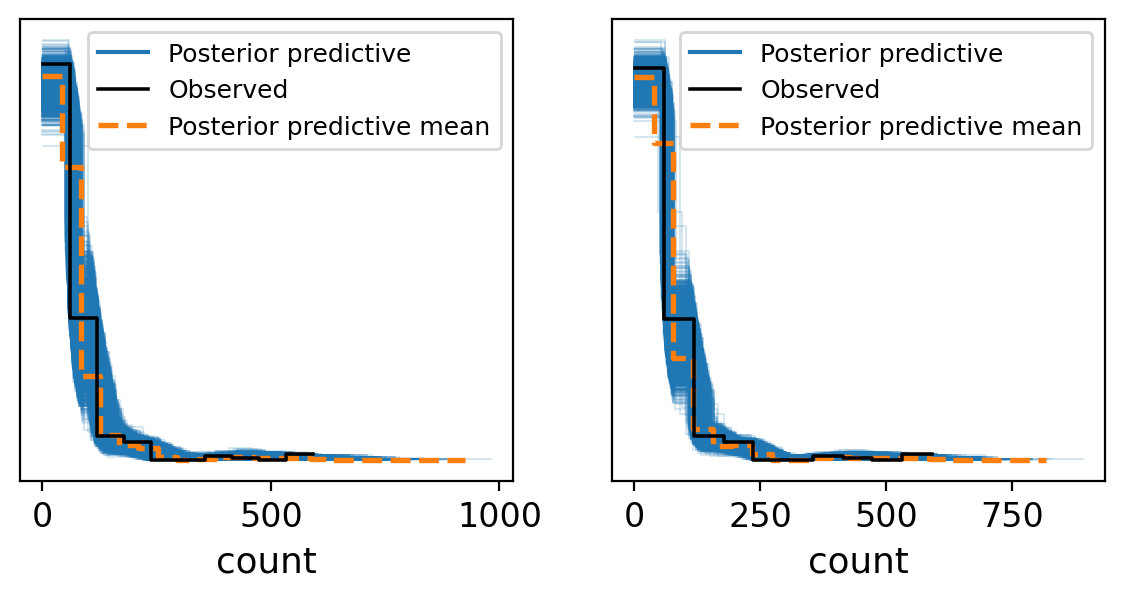 Posterior predictive
Observed
Posterior predictive mean
0
500
1000
count
Posterior predictive
Observed
Posterior predictive mean
0
250
500
750
count